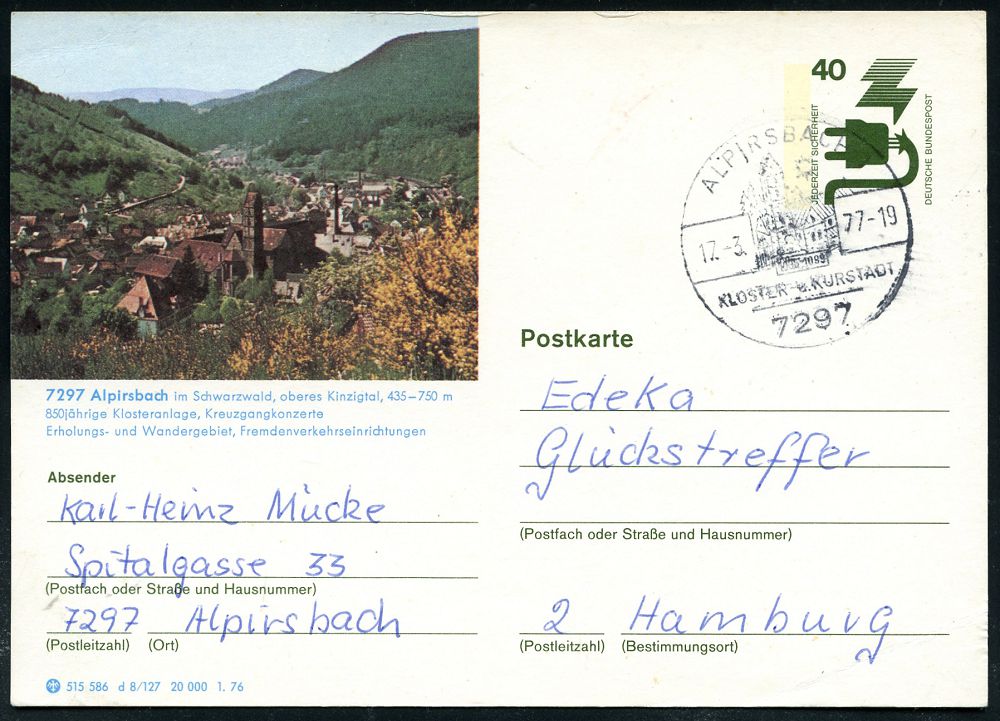 40
JEDERZEIT SICHERHEIT
DEUTSCHE BUNDESPOST
ALPIRSBACH
17.-3. 77-19
1099
KLOSTER- u. KURSTADT
7297
Postkarte
7297 Alpirsbach im Schwarzwald, oberes Kinzigtal, 435–750 m
850jährige Klosteranlage, Kreuzgangkonzerte
Erholungs- und Wandergebiet, Fremdenverkehrseinrichtungen
Absender
Karl-Heinz Mücke
Spitalgasse 33
(Postfach oder Straße und Hausnummer)
7297 Alpirsbach
(Postleitzahl) (Ort)
515 586 d 8/127 20 000 1. 76
Edeka
Glückstreffer
(Postfach oder Straße und Hausnummer)
2 Hamburg
(Postleitzahl) (Bestimmungsort)